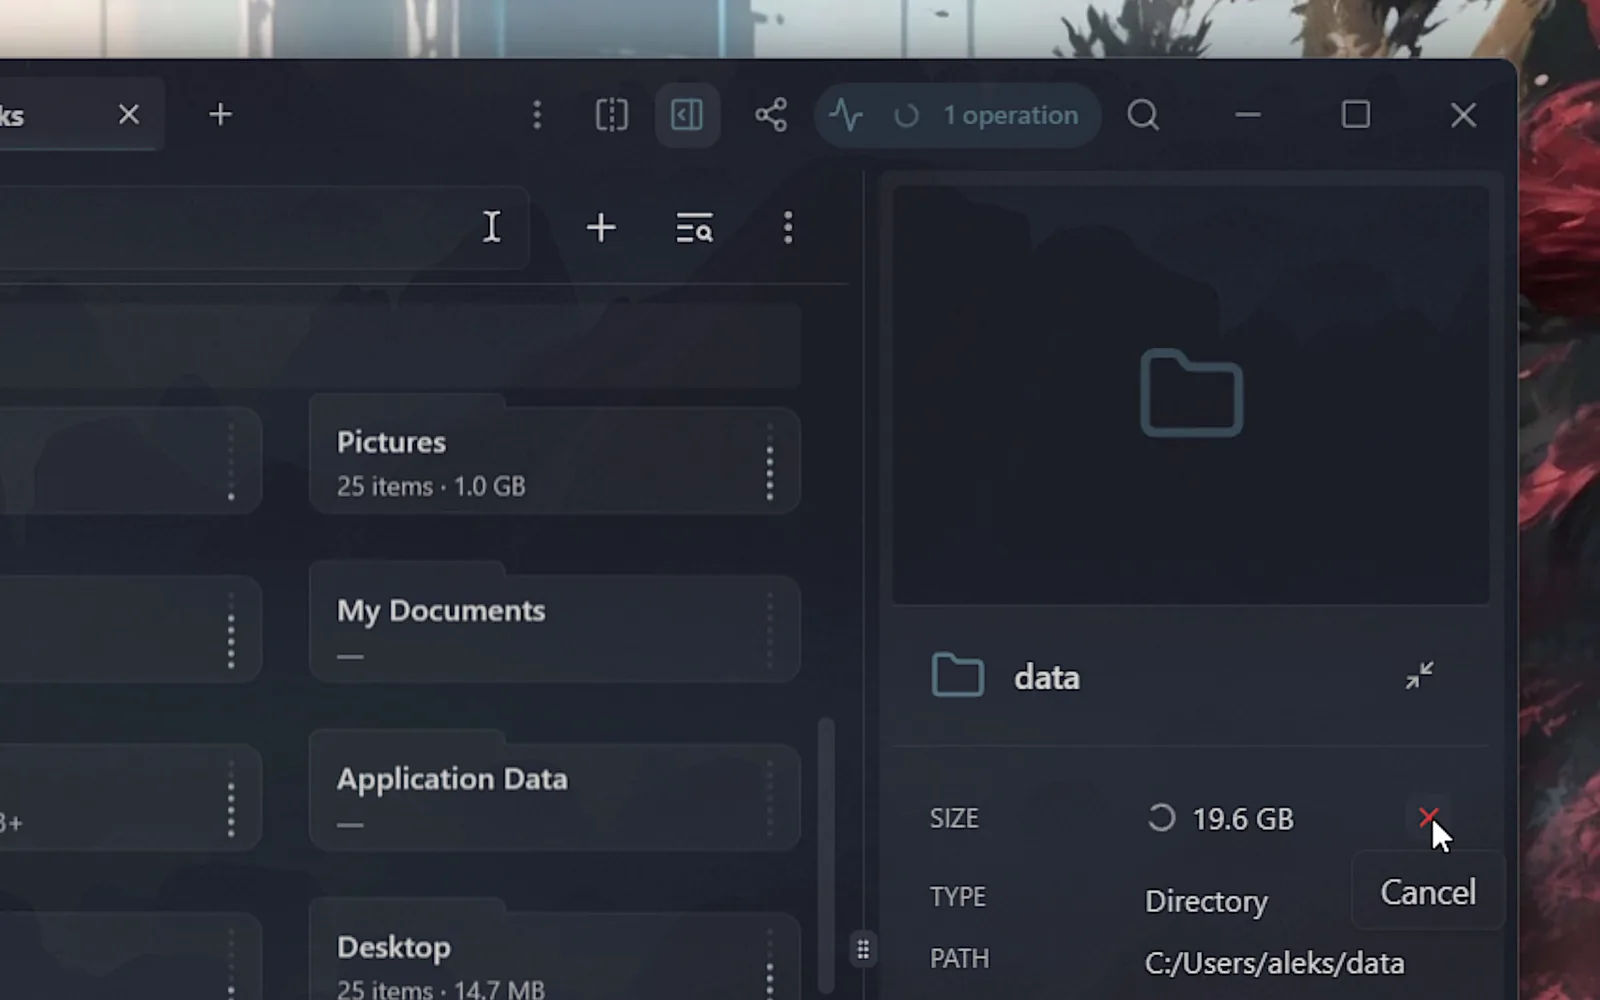 ks
1 operation
Pictures
25 items · 1.0 GB
My Documents
—
Application Data
—
Desktop
25 items · 14.7 MB
data
SIZE
19.6 GB
Cancel
TYPE
Directory
PATH
C:/Users/aleks/data